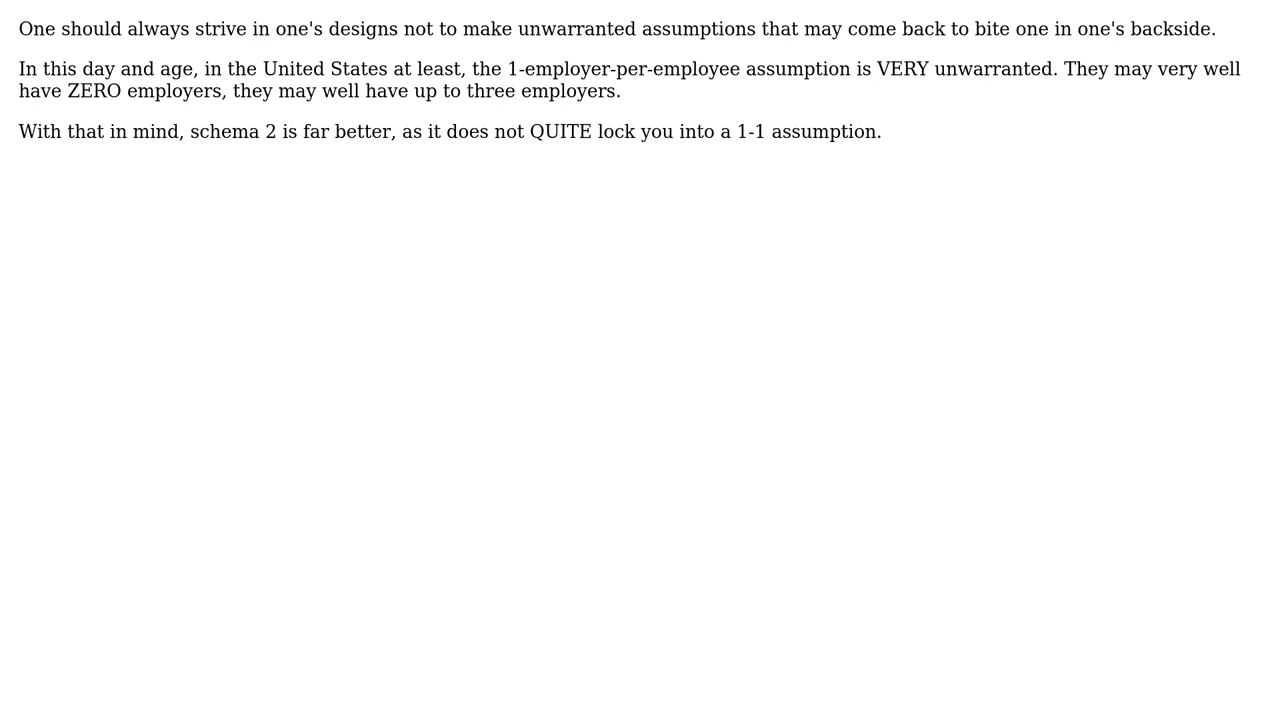 One should always strive in one's designs not to make unwarranted assumptions that may come back to bite one in one's backside.
In this day and age, in the United States at least, the 1-employer-per-employee assumption is VERY unwarranted. They may very well
have ZERO employers, they may well have up to three employers.
With that in mind, schema 2 is far better, as it does not QUITE lock you into a 1-1 assumption.